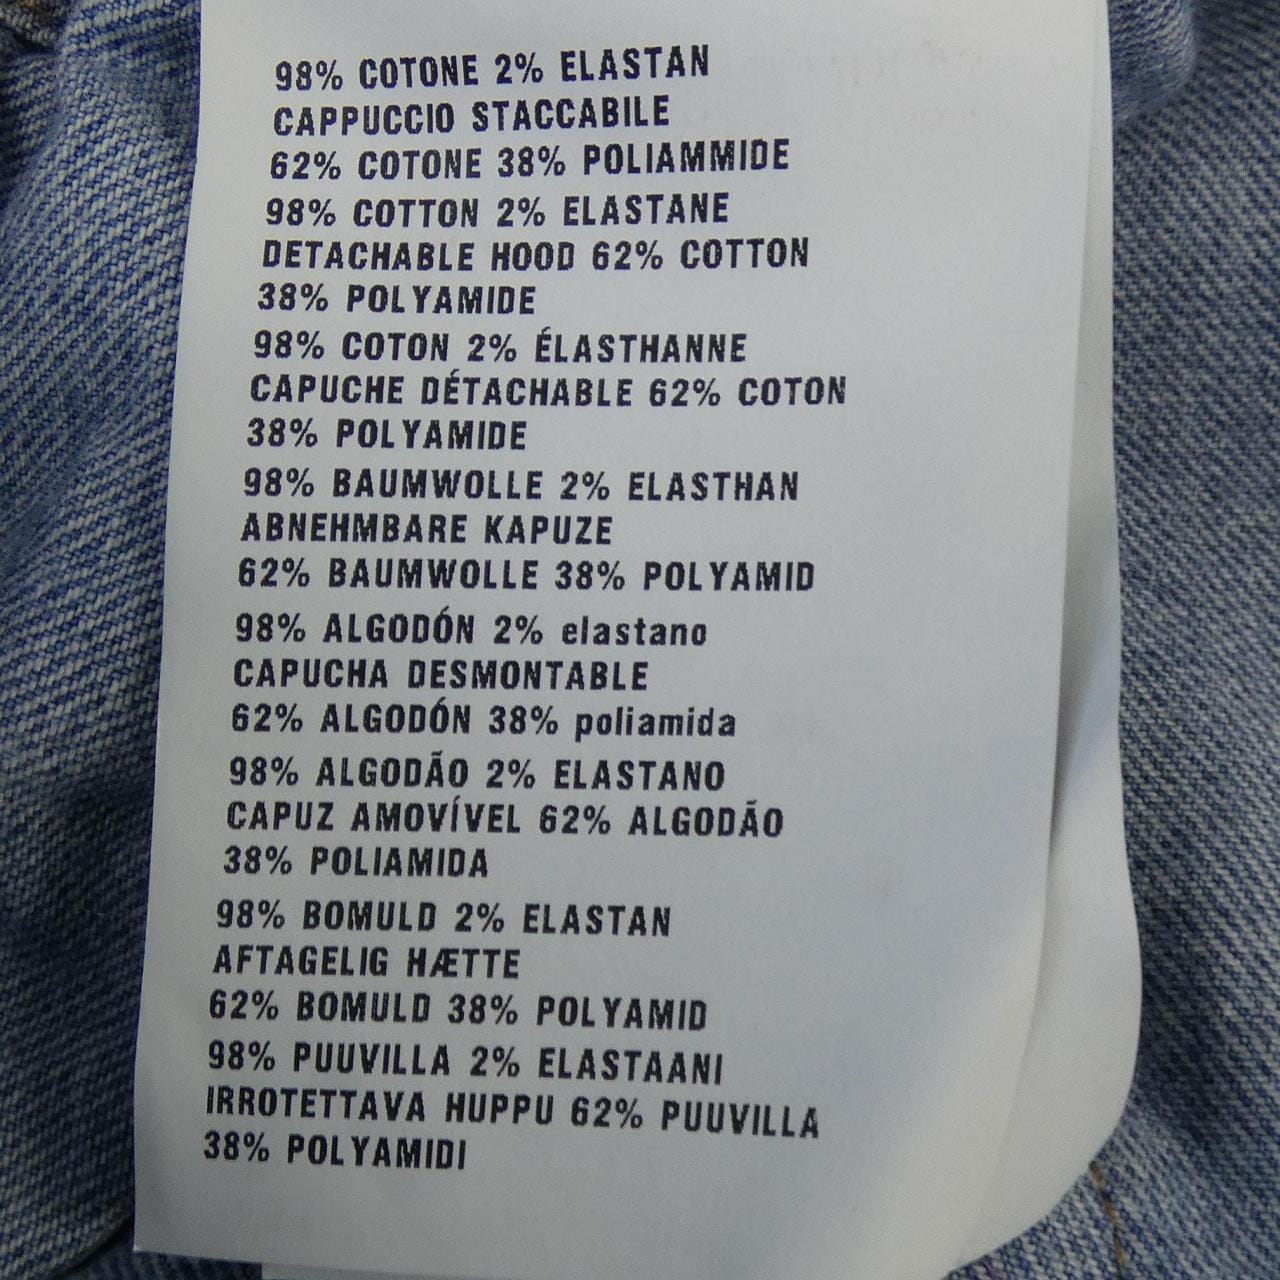 98% COTONE 2% ELASTAN
CAPPUCCIO STACCABILE
62% COTONE 38% POLIAMMIDE
98% COTTON 2% ELASTANE
DETACHABLE HOOD 62% COTTON
38% POLYAMIDE
98% COTON 2% ÉLASTHANNE
CAPUCHE DÉTACHABLE 62% COTON
38% POLYAMIDE
98% BAUMWOLLE 2% ELASTHAN
ABNEHMBARE KAPUZE
62% BAUMWOLLE 38% POLYAMID
98% ALGODÓN 2% elastano
CAPUCHA DESMONTABLE
62% ALGODÓN 38% poliamida
98% ALGODÃO 2% ELASTANO
CAPUZ AMOVÍVEL 62% ALGODÃO
38% POLIAMIDA
98% BOMULD 2% ELASTAN
AFTAGELIG HÆTTE
62% BOMULD 38% POLYAMID
98% PUUVILLA 2% ELASTAANI
IRROTETTAVA HUPPU 62% PUUVILLA
38% POLYAMIDI